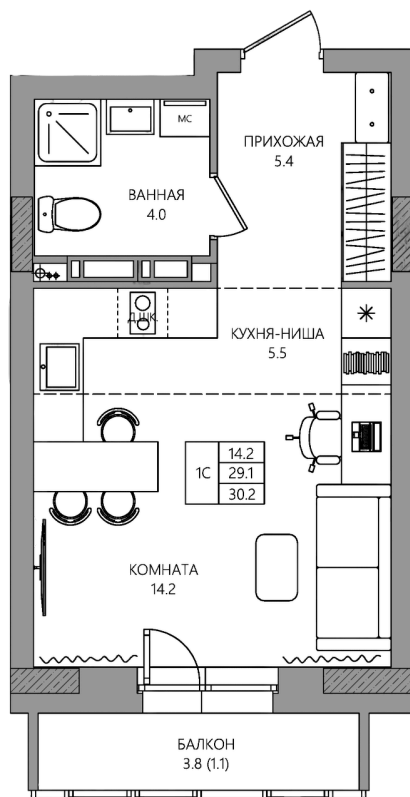 МС
ПРИХОЖАЯ
5.4
ВАННАЯ
4.0
Д.ШК.
КУХНЯ-НИША
5.5
1С
14.2
29.1
30.2
КОМНАТА
14.2
БАЛКОН
3.8 (1.1)